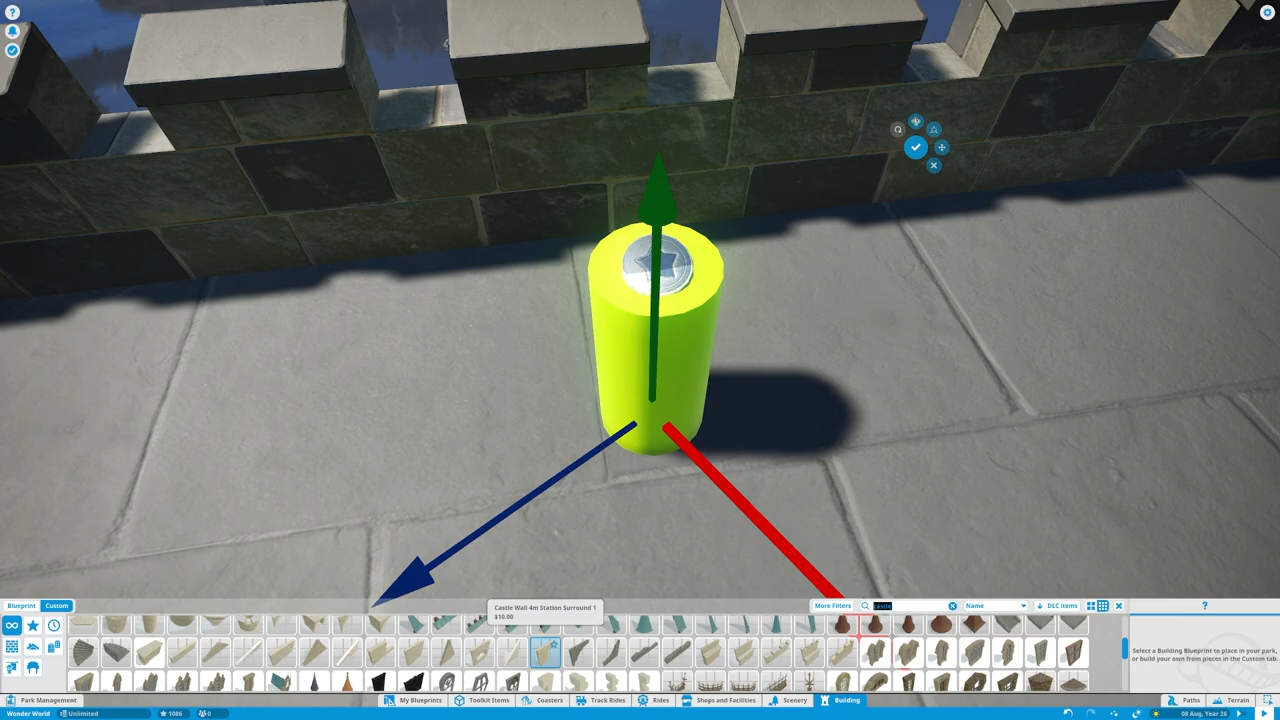 Castle Wall 4m Station Surround 1
$10.00
Blueprint
Custom
More Filters
castle
Name
DLC items
?
Select a Building Blueprint to place in your park,
or build your own from pieces in the Custom tab.
Park Management
My Blueprints
Toolkit Items
Coasters
Track Rides
Rides
Shops and Facilities
Scenery
Building
Paths
Terrain
Wonder World
Unlimited
1086
0
08 Aug, Year 26